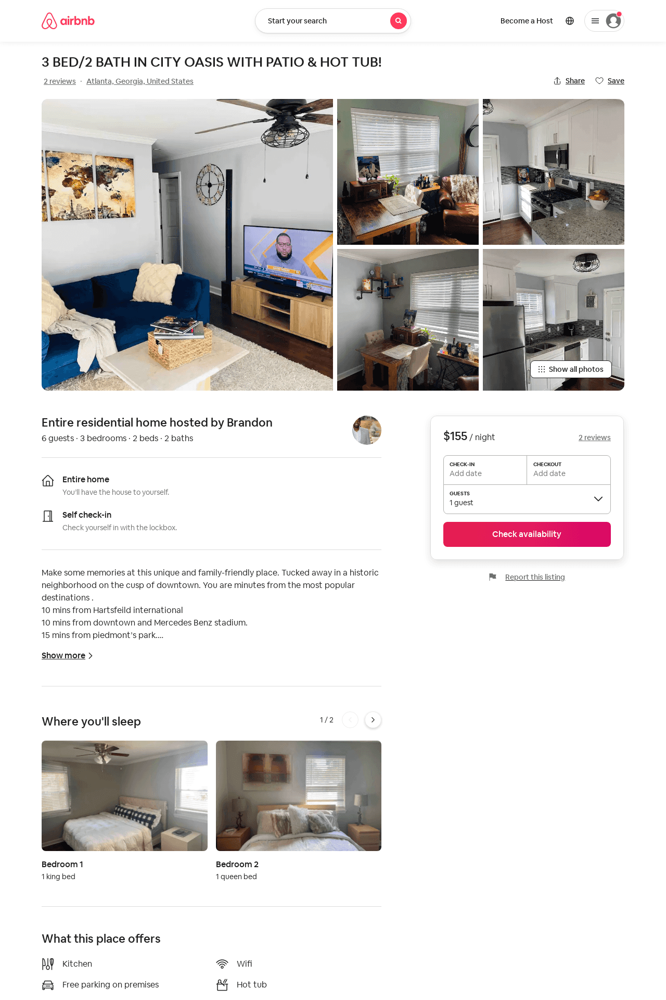 airbnb
Start your search
Become a Host
3 BED/2 BATH IN CITY OASIS WITH PATIO & HOT TUB!
2 reviews · Atlanta, Georgia, United States
Share
Save
Show all photos
Entire residential home hosted by Brandon
6 guests · 3 bedrooms · 2 beds · 2 baths
Entire home
You’ll have the house to yourself.
Self check-in
Check yourself in with the lockbox.
$155 / night
2 reviews
CHECK-IN
Add date
CHECKOUT
Add date
GUESTS
1 guest
Check availability
Report this listing
Make some memories at this unique and family-friendly place. Tucked away in a historic
neighborhood on the cusp of downtown. You are minutes from the most popular
destinations .
10 mins from Hartsfeild international
10 mins from downtown and Mercedes Benz stadium.
15 mins from piedmont’s park.…
Show more
Where you'll sleep
1 / 2
Bedroom 1
1 king bed
Bedroom 2
1 queen bed
What this place offers
Kitchen
Wifi
Free parking on premises
Hot tub